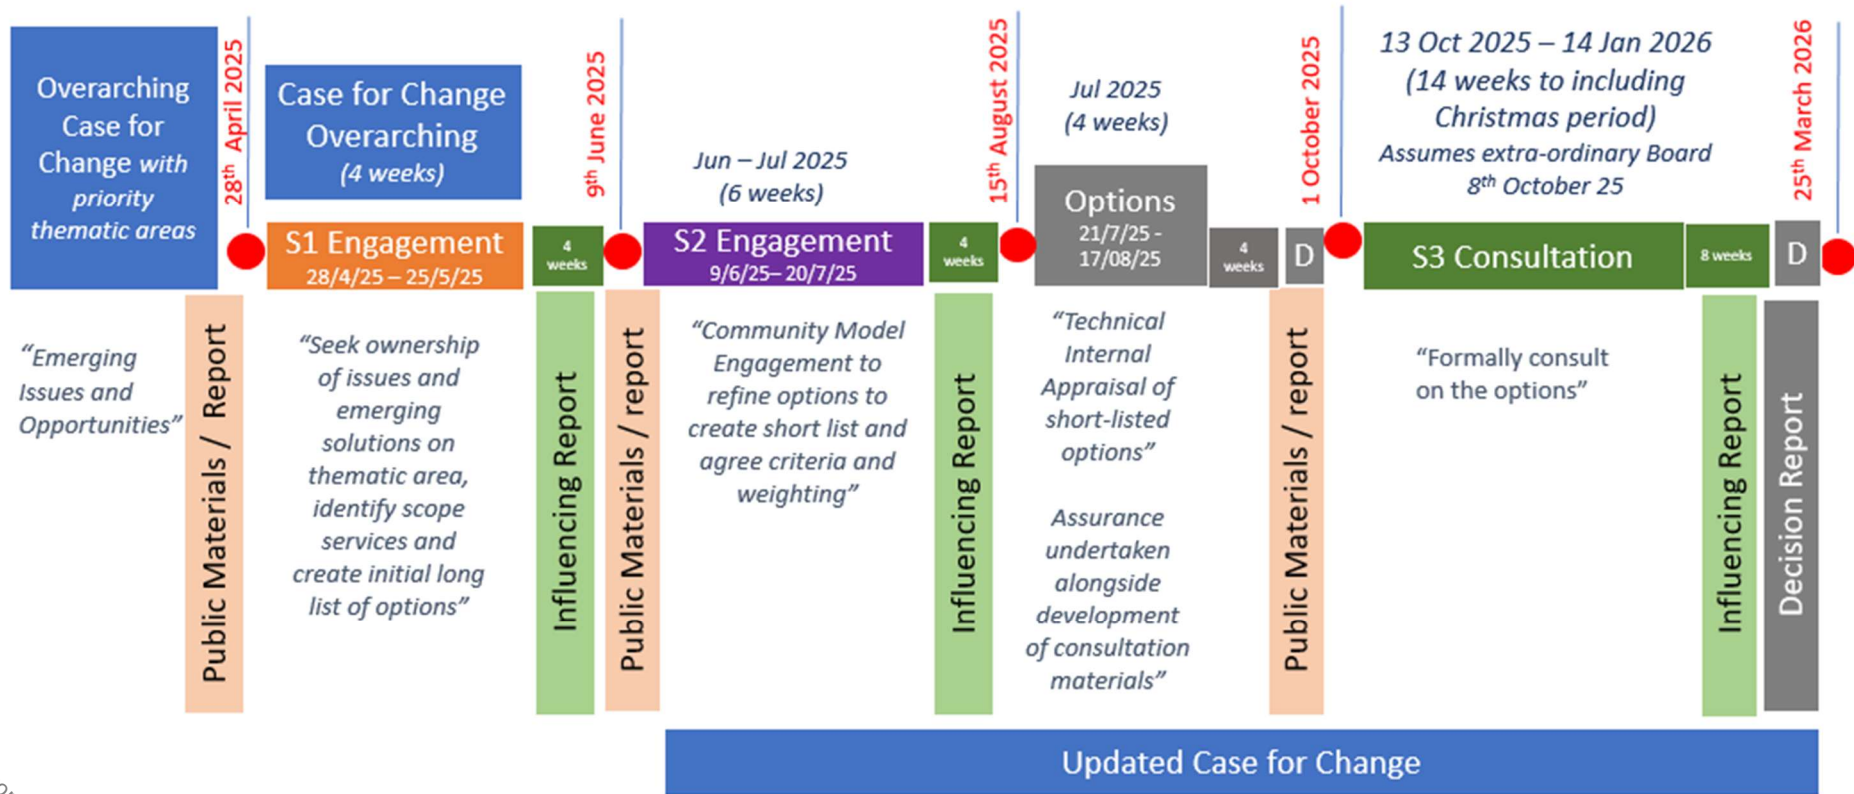 Overarching
Case for
Change with
priority
thematic areas
28th April 2025
Case for Change
Overarching
(4 weeks)
9th June 2025
Jun – Jul 2025
(6 weeks)
15th August 2025
Jul 2025
(4 weeks)
1 October 2025
13 Oct 2025 – 14 Jan 2026
(14 weeks to including
Christmas period)
Assumes extra-ordinary Board
8th October 25
25th March 2026
S1 Engagement
28/4/25 – 25/5/25
4
weeks
S2 Engagement
9/6/25– 20/7/25
4
weeks
Options
21/7/25 -
17/08/25
4
weeks
D
S3 Consultation
8 weeks
D
“Emerging
Issues and
Opportunities”
Public Materials / Report
“Seek ownership
of issues and
emerging
solutions on
thematic area,
identify scope
services and
create initial long
list of options”
Influencing Report
Public Materials / report
“Community Model
Engagement to
refine options to
create short list and
agree criteria and
weighting”
Influencing Report
“Technical
Internal
Appraisal of
short-listed
options”
Assurance
undertaken
alongside
development
of consultation
materials”
Public Materials / report
“Formally consult
on the options”
Influencing Report
Decision Report
Updated Case for Change